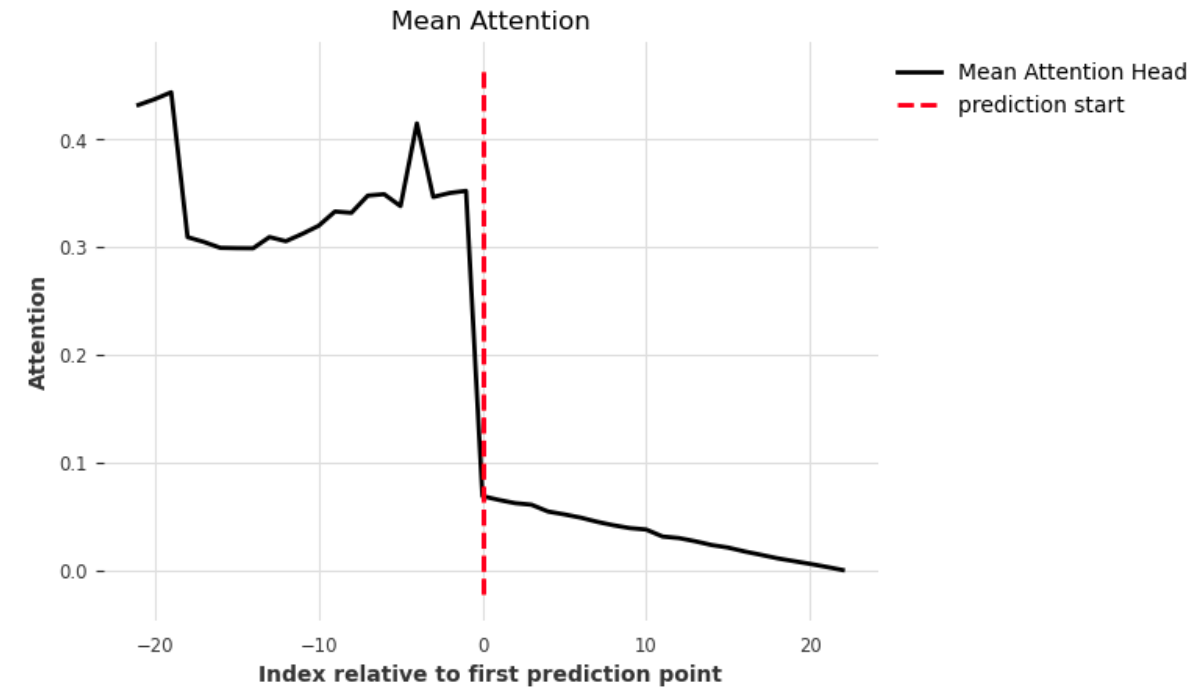 Mean Attention
Mean Attention Head
prediction start
0.4
0.3
0.2
0.1
0.0
Attention
−20
−10
0
10
20
Index relative to first prediction point